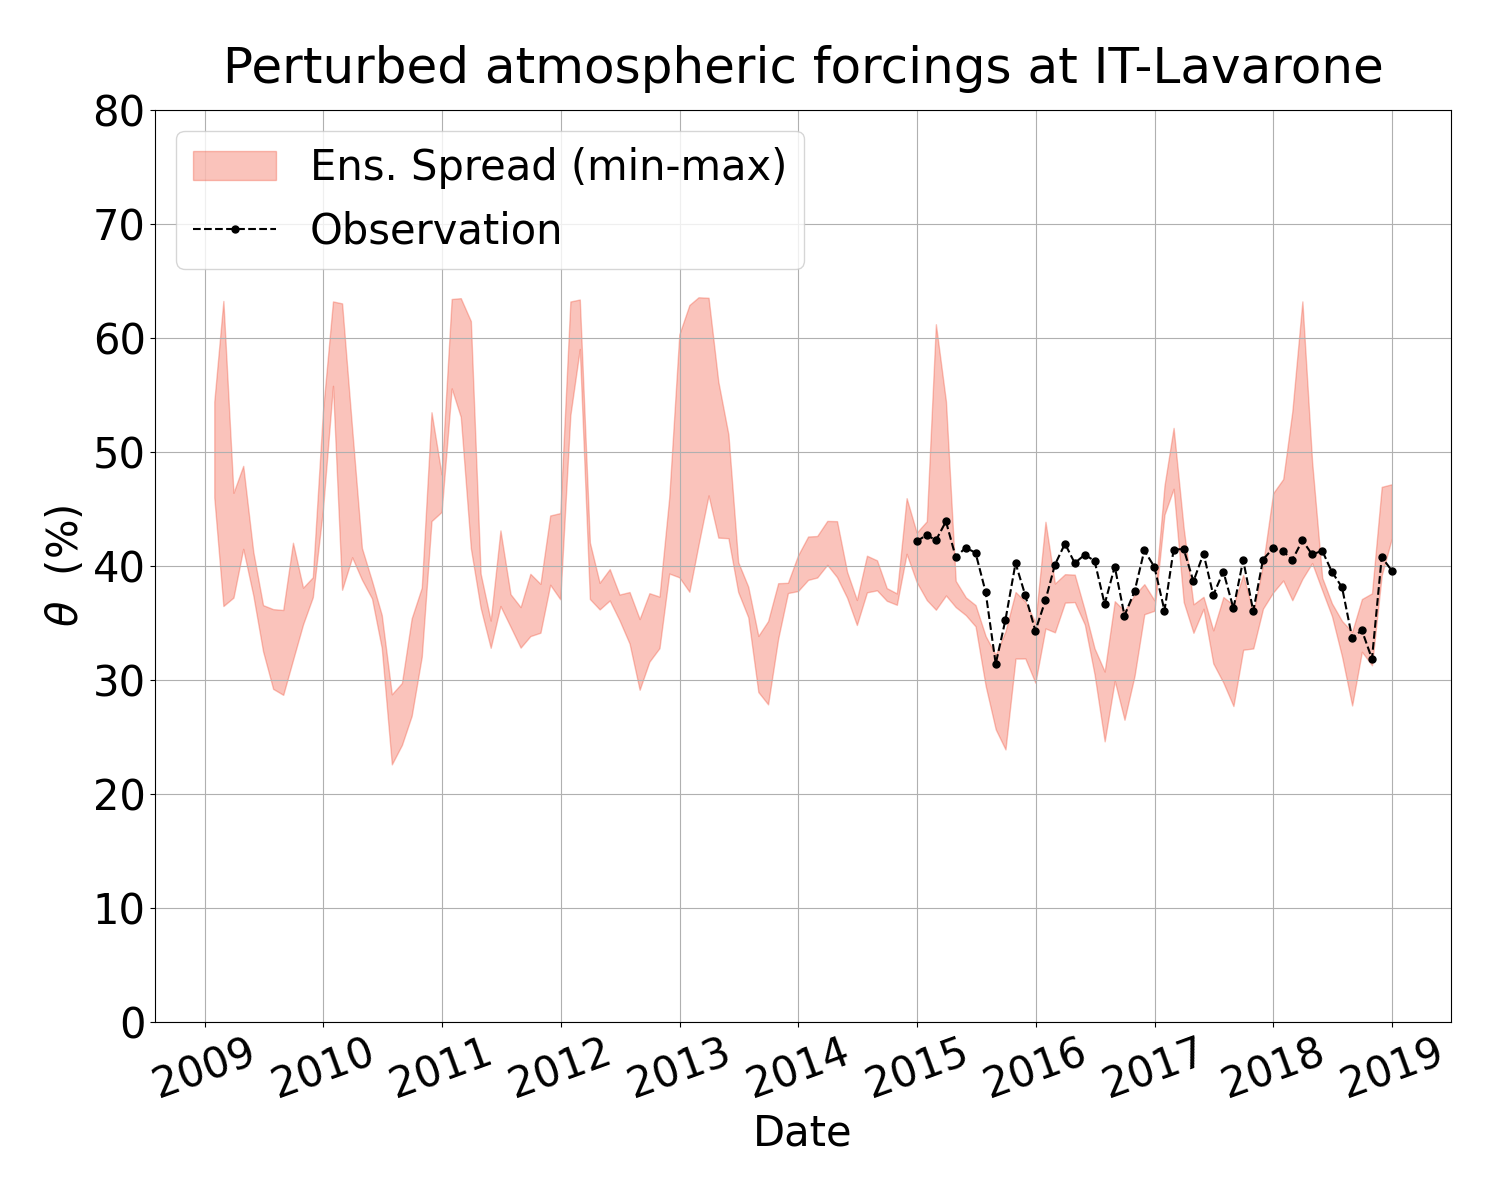 Perturbed atmospheric forcings at IT-Lavarone
Ens. Spread (min-max)
Observation
80
70
60
50
40
30
20
10
0
θ (%)
2009 2010 2011 2012 2013 2014 2015 2016 2017 2018 2019
Date